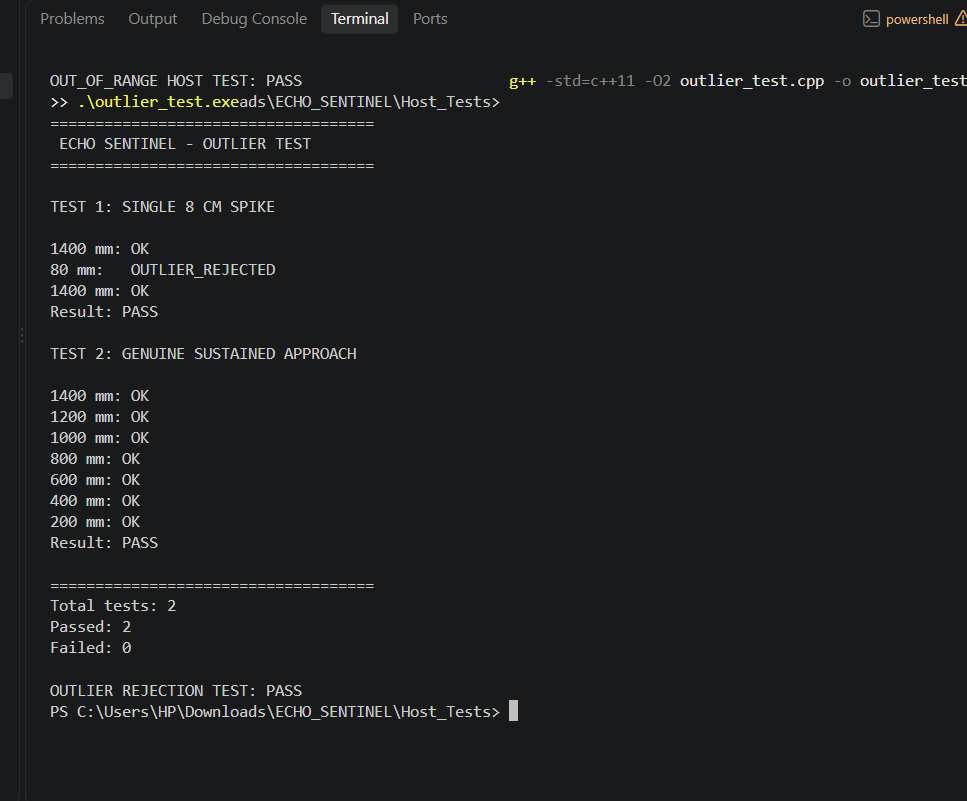 Problems Output Debug Console Terminal Ports powershell
OUT_OF_RANGE HOST TEST: PASS g++ -std=c++11 -O2 outlier_test.cpp -o outlier_test
>> .\outlier_test.exeads\ECHO_SENTINEL\Host_Tests>
====================================
ECHO SENTINEL - OUTLIER TEST
====================================
TEST 1: SINGLE 8 CM SPIKE
1400 mm: OK
80 mm:   OUTLIER_REJECTED
1400 mm: OK
Result: PASS
TEST 2: GENUINE SUSTAINED APPROACH
1400 mm: OK
1200 mm: OK
1000 mm: OK
800 mm: OK
600 mm: OK
400 mm: OK
200 mm: OK
Result: PASS
====================================
Total tests: 2
Passed: 2
Failed: 0
OUTLIER REJECTION TEST: PASS
PS C:\Users\HP\Downloads\ECHO_SENTINEL\Host_Tests>